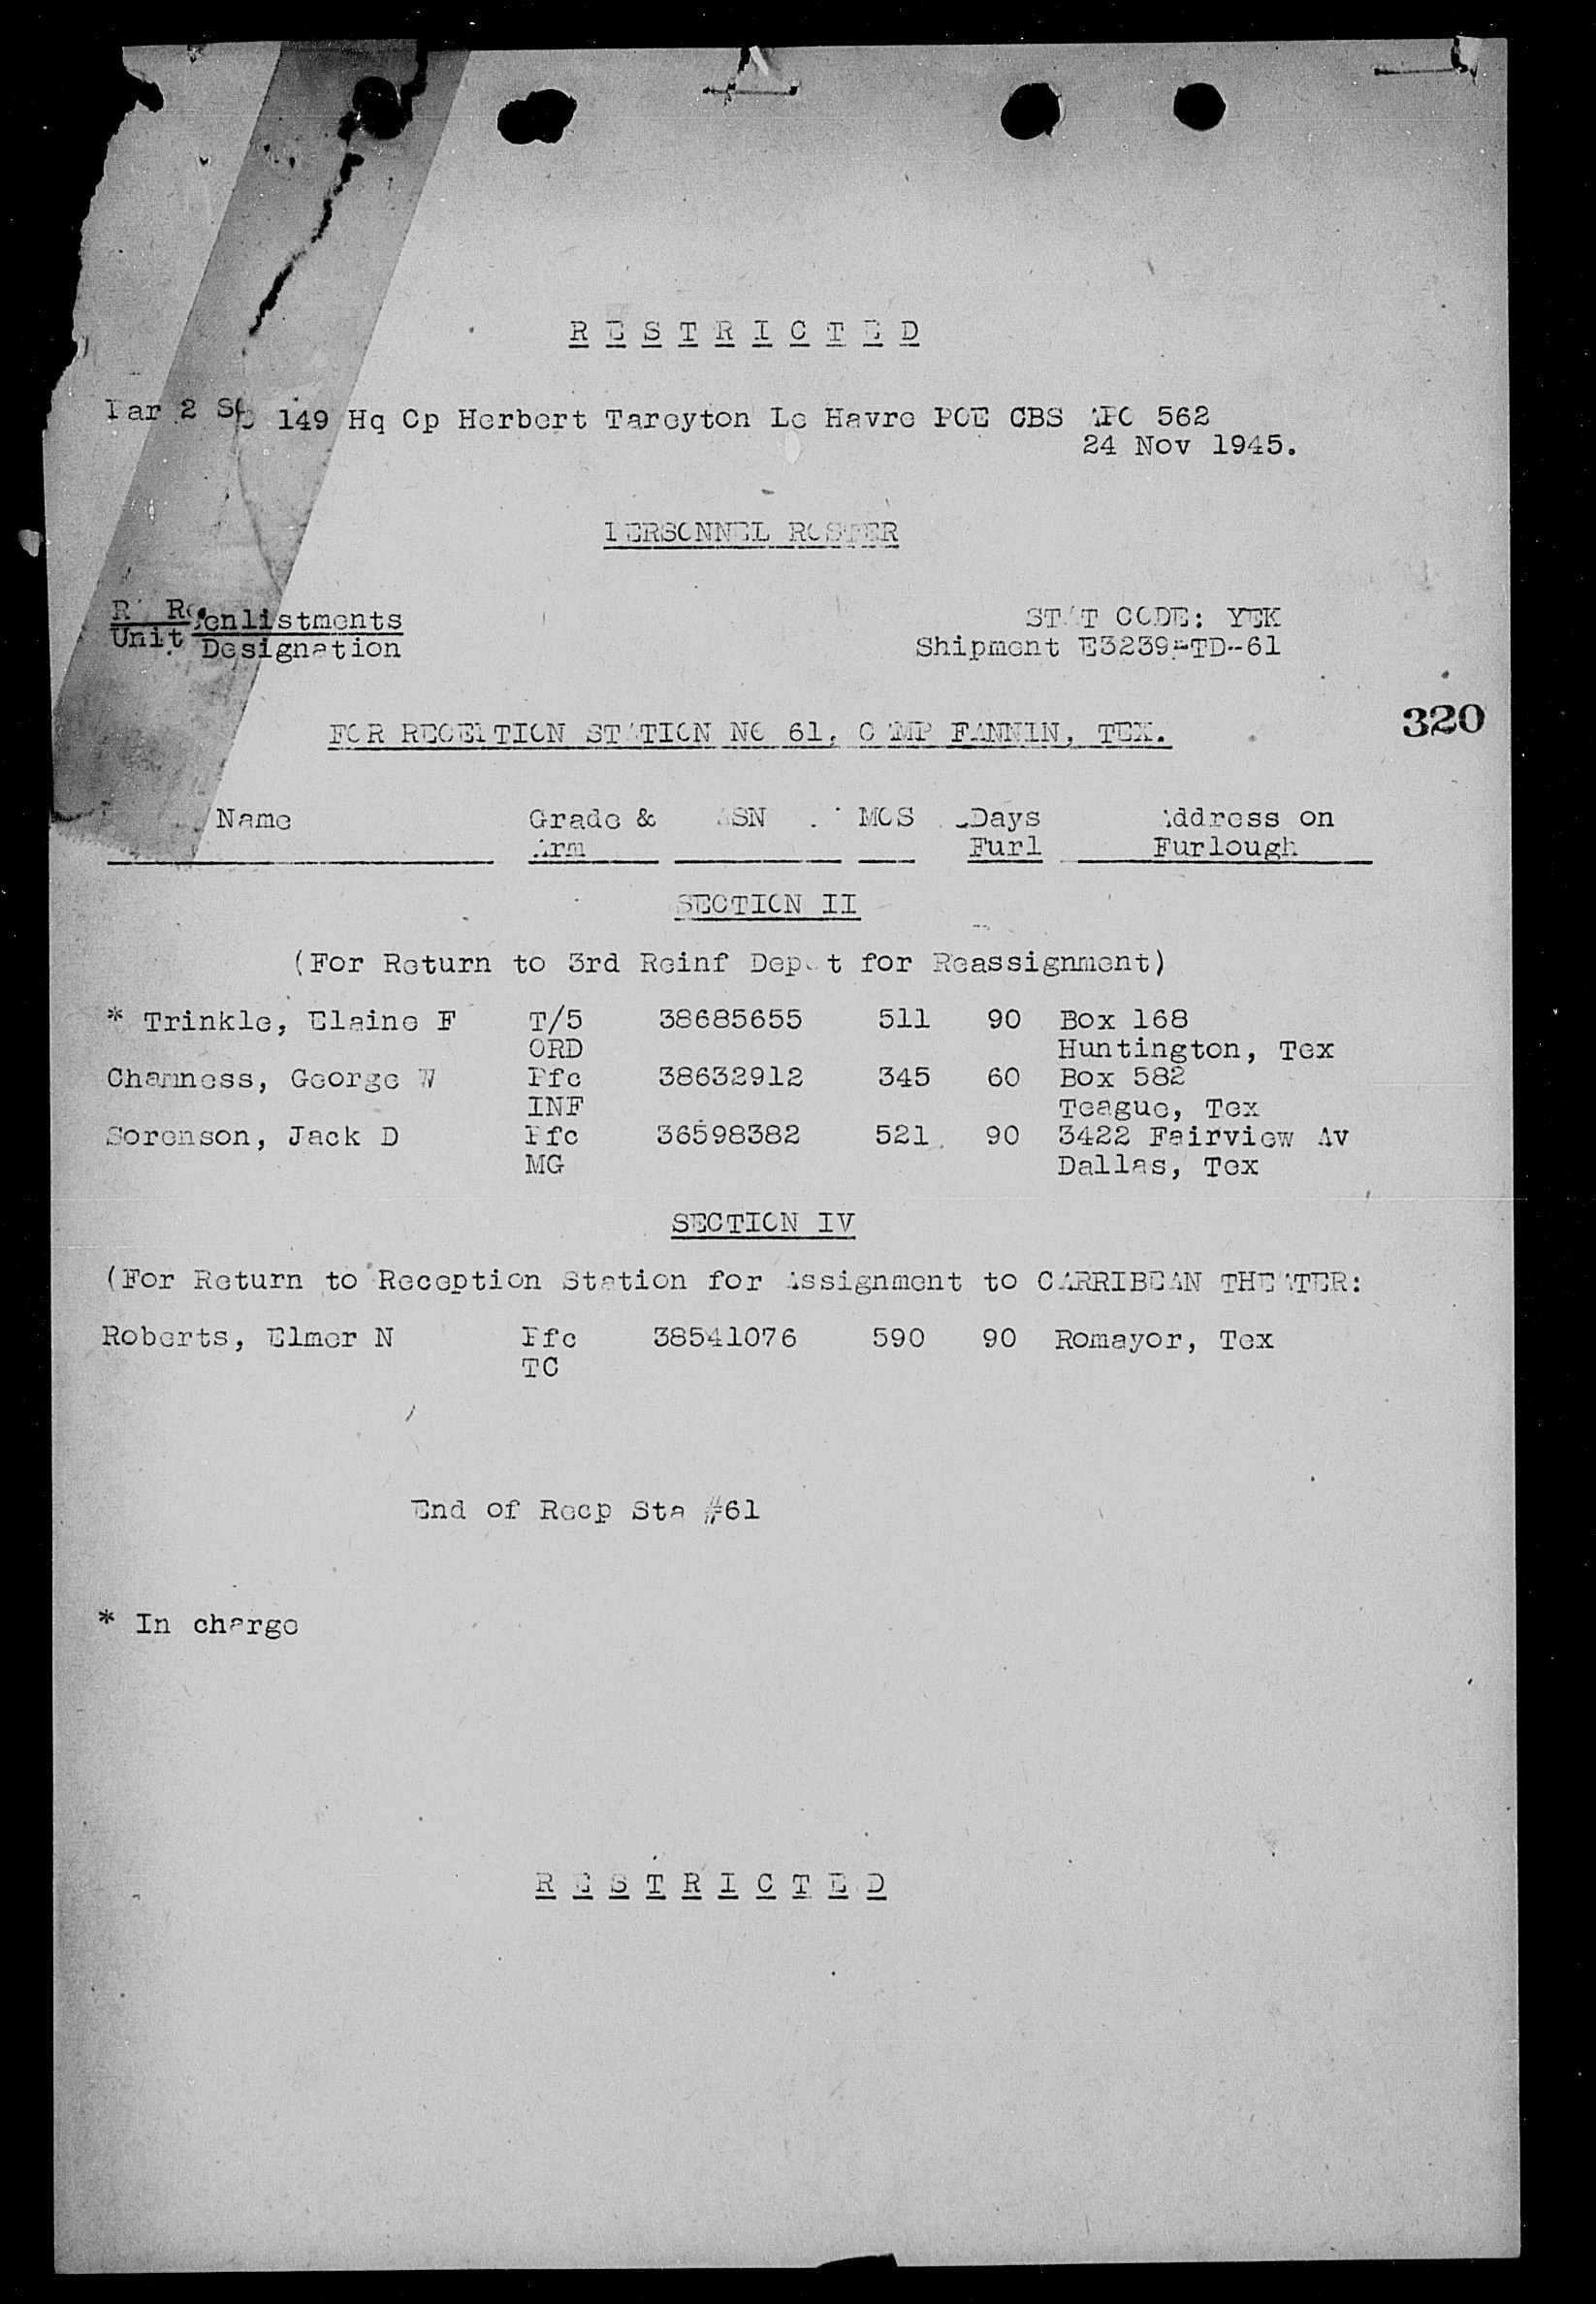 R E S T R I C T E D
Par 2 SO 149 Hq Cp Herbert Tareyton Le Havre POE CBS APO 562
24 Nov 1945.
PERSONNEL ROSTER
RA Reenlistments
Unit Designation
STAT CODE: YEK
Shipment E3239-TD-61
320
FOR RECEPTION STATION NO 61, CAMP FANNIN, TEX.
Name Grade & ASN MOS Days Address on
Arm Furl Furlough
SECTION II
(For Return to 3rd Reinf Depot for Reassignment)
* Trinkle, Elaine F T/5 38685655 511 90 Box 168
ORD Huntington, Tex
Chamness, George W Pfc 38632912 345 60 Box 582
INF Teague, Tex
Sorenson, Jack D Pfc 36598382 521 90 3422 Fairview Av
MG Dallas, Tex
SECTION IV
(For Return to Reception Station for Assignment to CARRIBEAN THEATER:
Roberts, Elmer N Pfc 38541076 590 90 Romayor, Tex
TC
End of Recp Sta #61
* In charge
R E S T R I C T E D